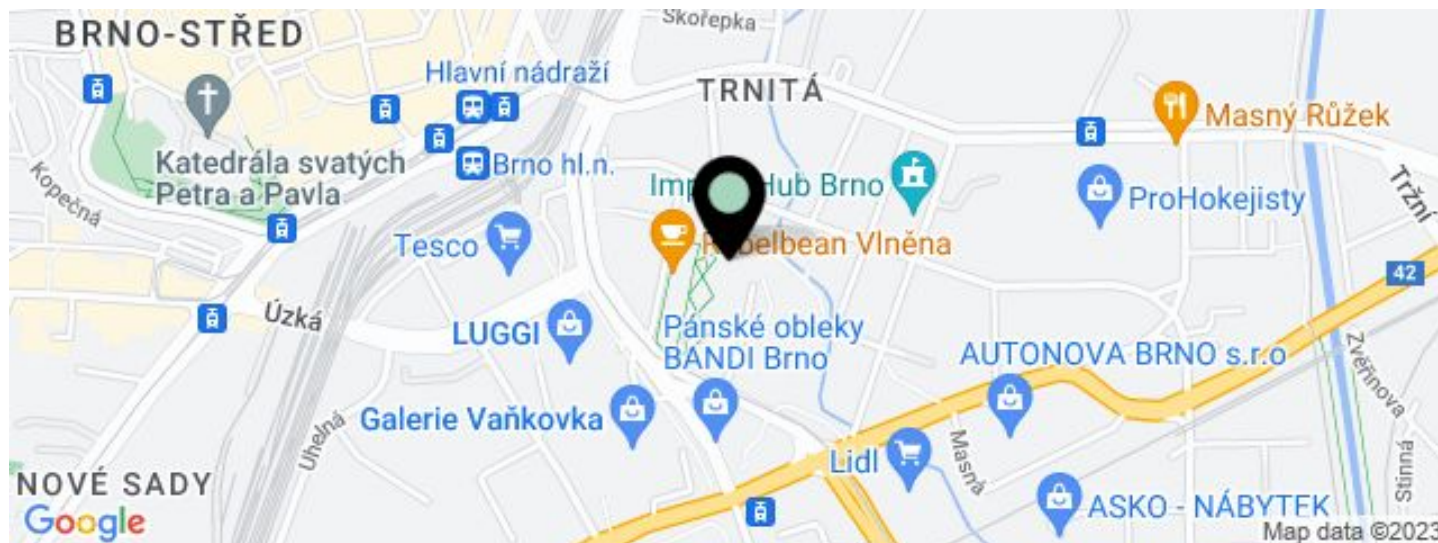 Skořepka
BRNO-STŘED
Hlavní nádraží
TRNITÁ
Masný Růžek
Katedrála svatých
Petra a Pavla
Brno hl.n.
Hub Brno
ProHokejisty
Kopečná
Tržní
Tesco
Vlněna
42
Úzká
LUGGI
Pánské obleky
BANDI Brno
AUTONOVA BRNO s.r.o
Zvěřinova
Galerie Vaňkovka
Uhelná
Masná
Lidl
Stinná
NOVÉ SADY
ASKO - NÁBYTEK
Google
Map data ©2023